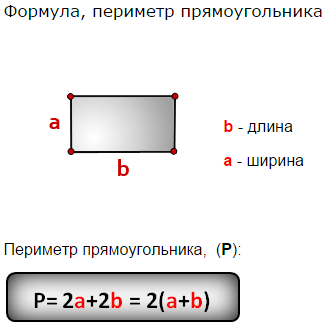 Формула, периметр прямоугольника
a
b
b - длина
a - ширина
Периметр прямоугольника, (P):
P= 2a+2b = 2(a+b)